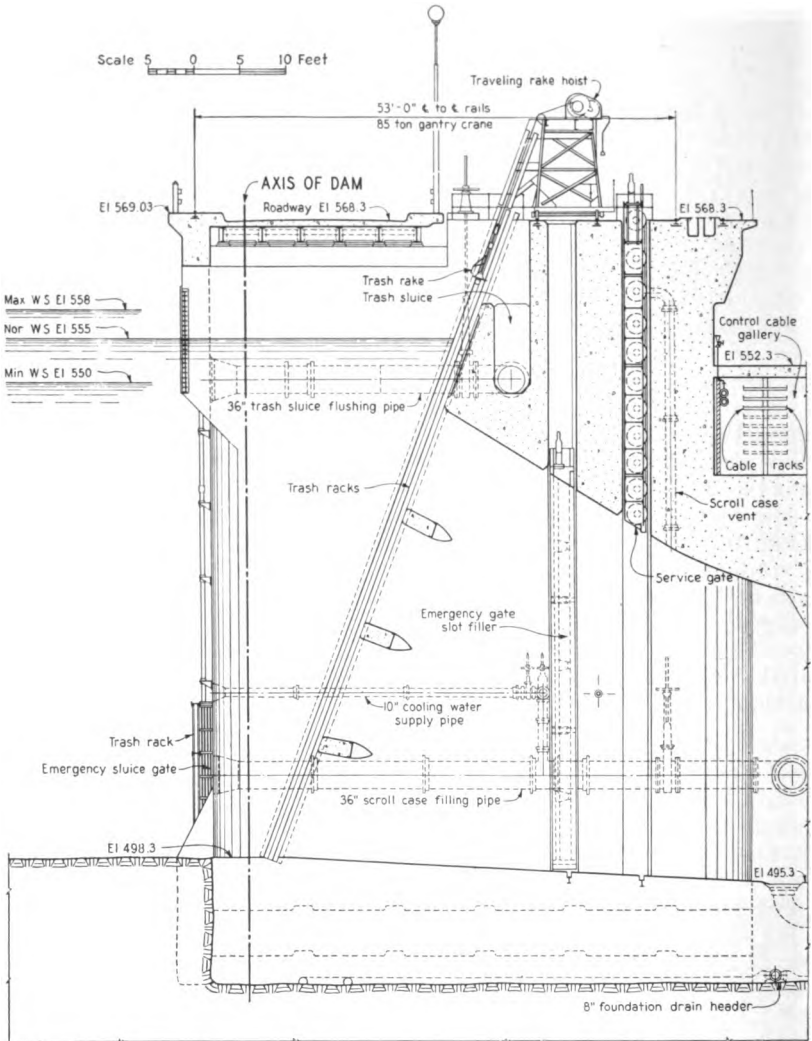 Scale 5 0 5 10 Feet
Traveling rake hoist
53'-0" ℄ to ℄ rails
85 ton gantry crane
AXIS OF DAM
El 569.03
Roadway El 568.3
El 568.3
Trash rake
Trash sluice
Max W S El 558
Nor WS El 555
Min WS El 550
Control cable
gallery
El 552.3
36" trash sluice flushing pipe
Cable racks
Trash racks
Scroll case
vent
Service gate
Emergency gate
slot filler
10" cooling water
supply pipe
Trash rack
Emergency sluice gate
36" scroll case filling pipe
El 498.3
El 495.3
8" foundation drain header